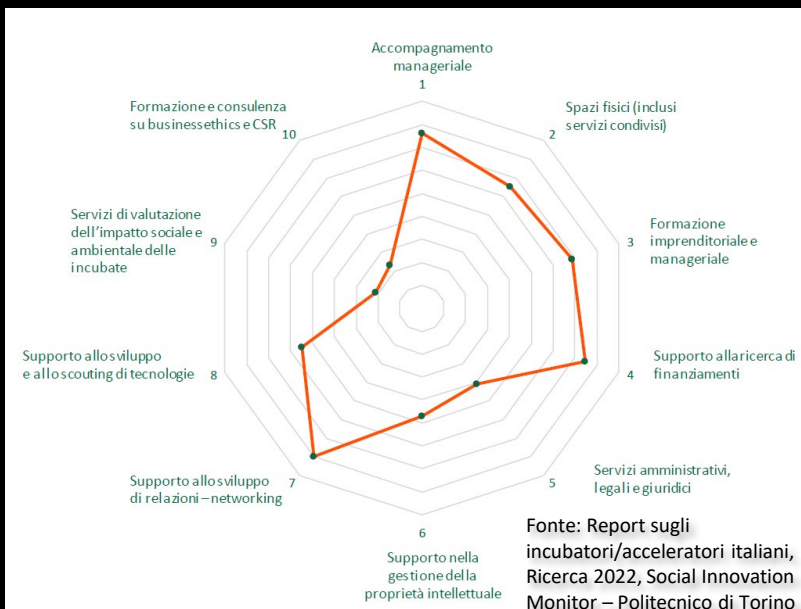 Accompagnamento
manageriale
1
Spazi fisici (inclusi
servizi condivisi)
2
Formazione
imprenditoriale e
manageriale
3
Supporto alla ricerca di
finanziamenti
4
Servizi amministrativi,
legali e giuridici
5
6
Supporto nella
gestione della
proprietà intellettuale
7
Supporto allo sviluppo
di relazioni – networking
8
Supporto allo sviluppo
e allo scouting di tecnologie
9
Servizi di valutazione
dell'impatto sociale e
ambientale delle
incubate
10
Formazione e consulenza
su business ethics e CSR
Fonte: Report sugli
incubatori/acceleratori italiani,
Ricerca 2022, Social Innovation
Monitor – Politecnico di Torino